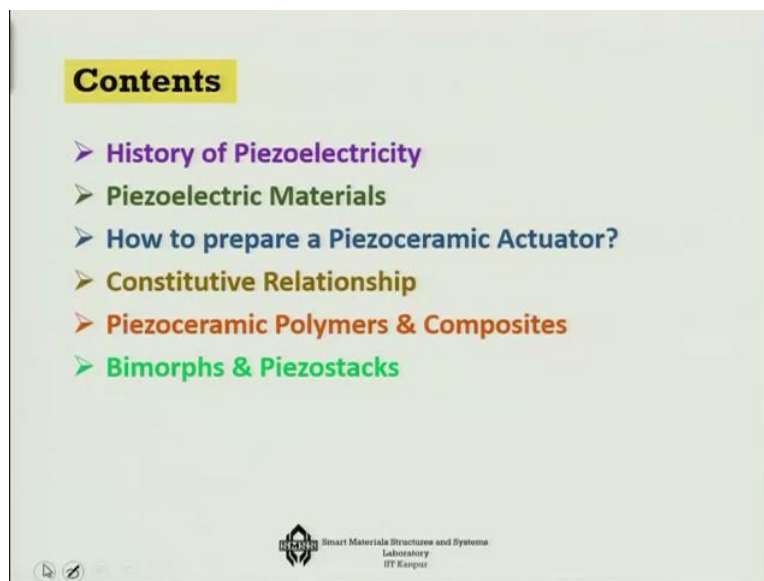 Contents
History of Piezoelectricity
Piezoelectric Materials
How to prepare a Piezoceramic Actuator?
Constitutive Relationship
Piezoceramic Polymers & Composites
Bimorphs & Piezostacks
Smart Materials Structures and Systems
Laboratory
IIT Kanpur